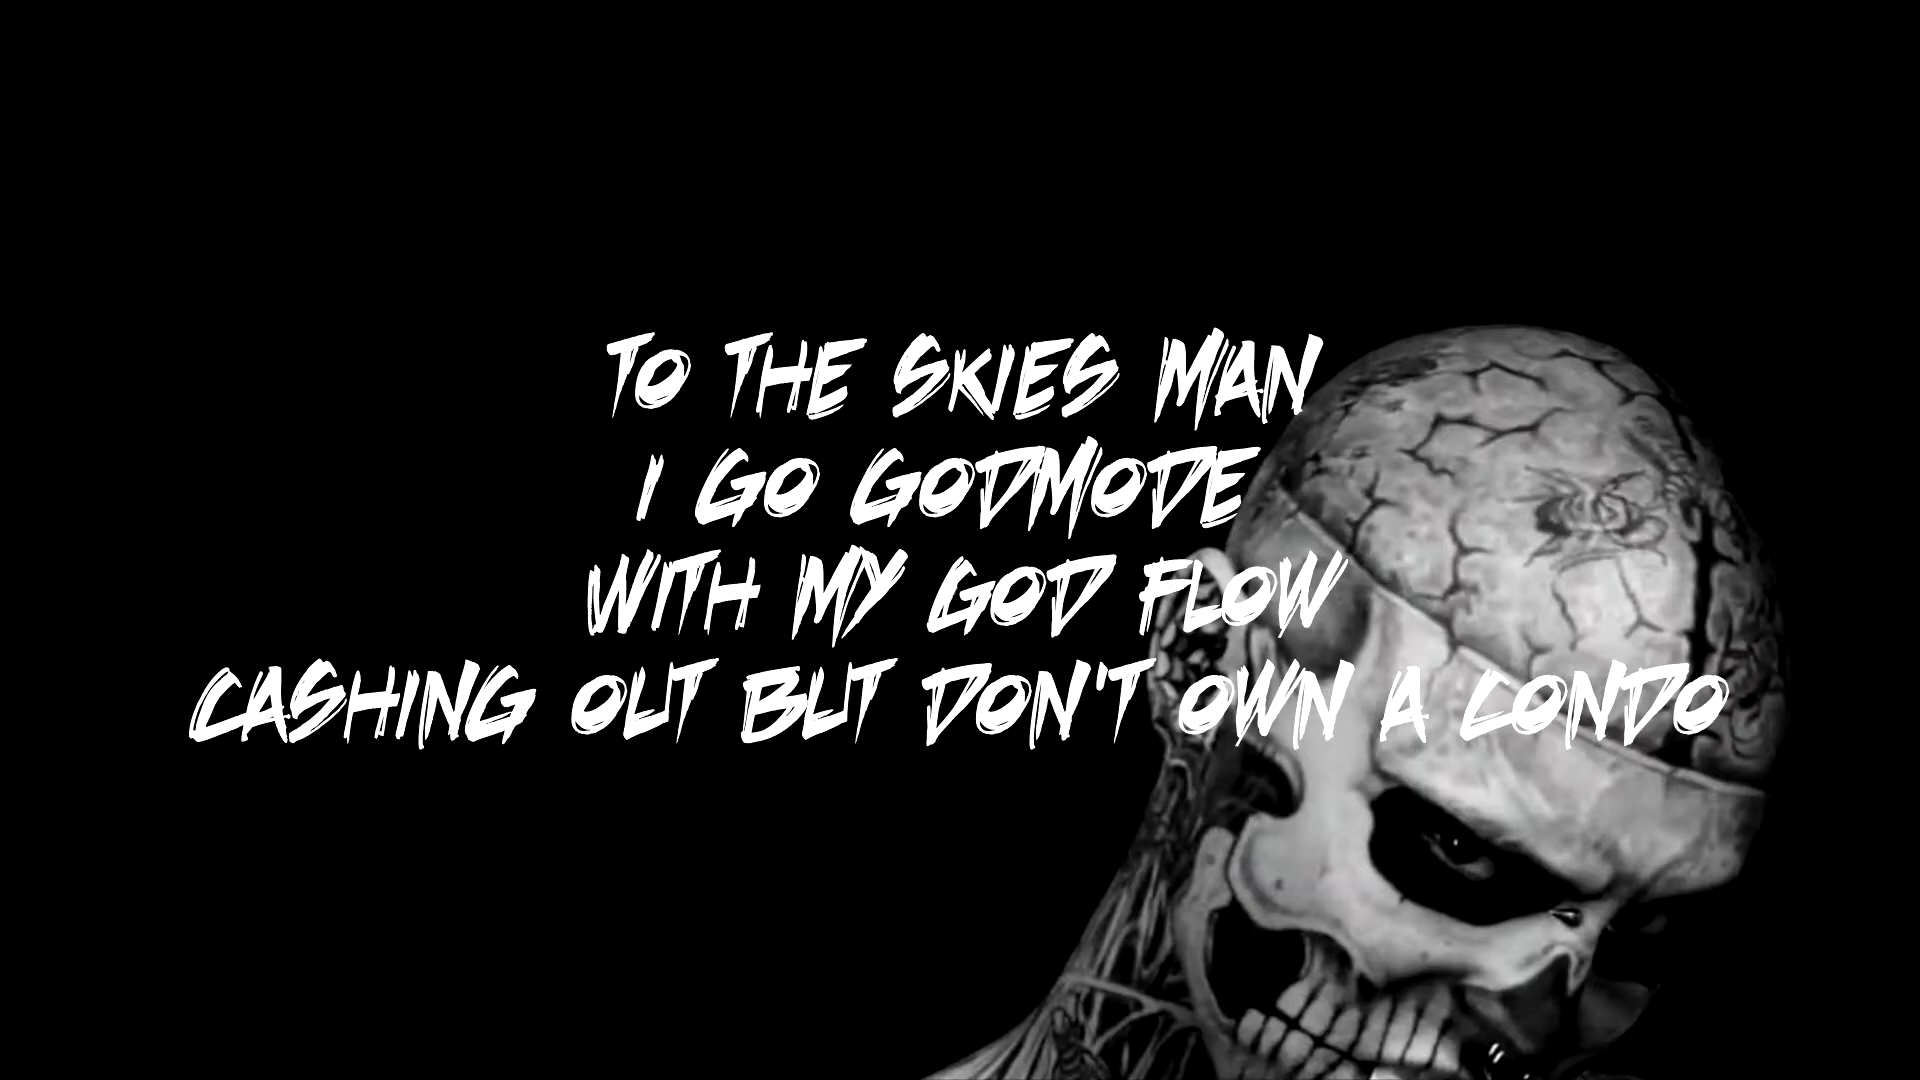 TO THE SKIES MAN
I GO GODMODE
WITH MY GOD FLOW
CASHING OUT BUT DON'T OWN A CONDO